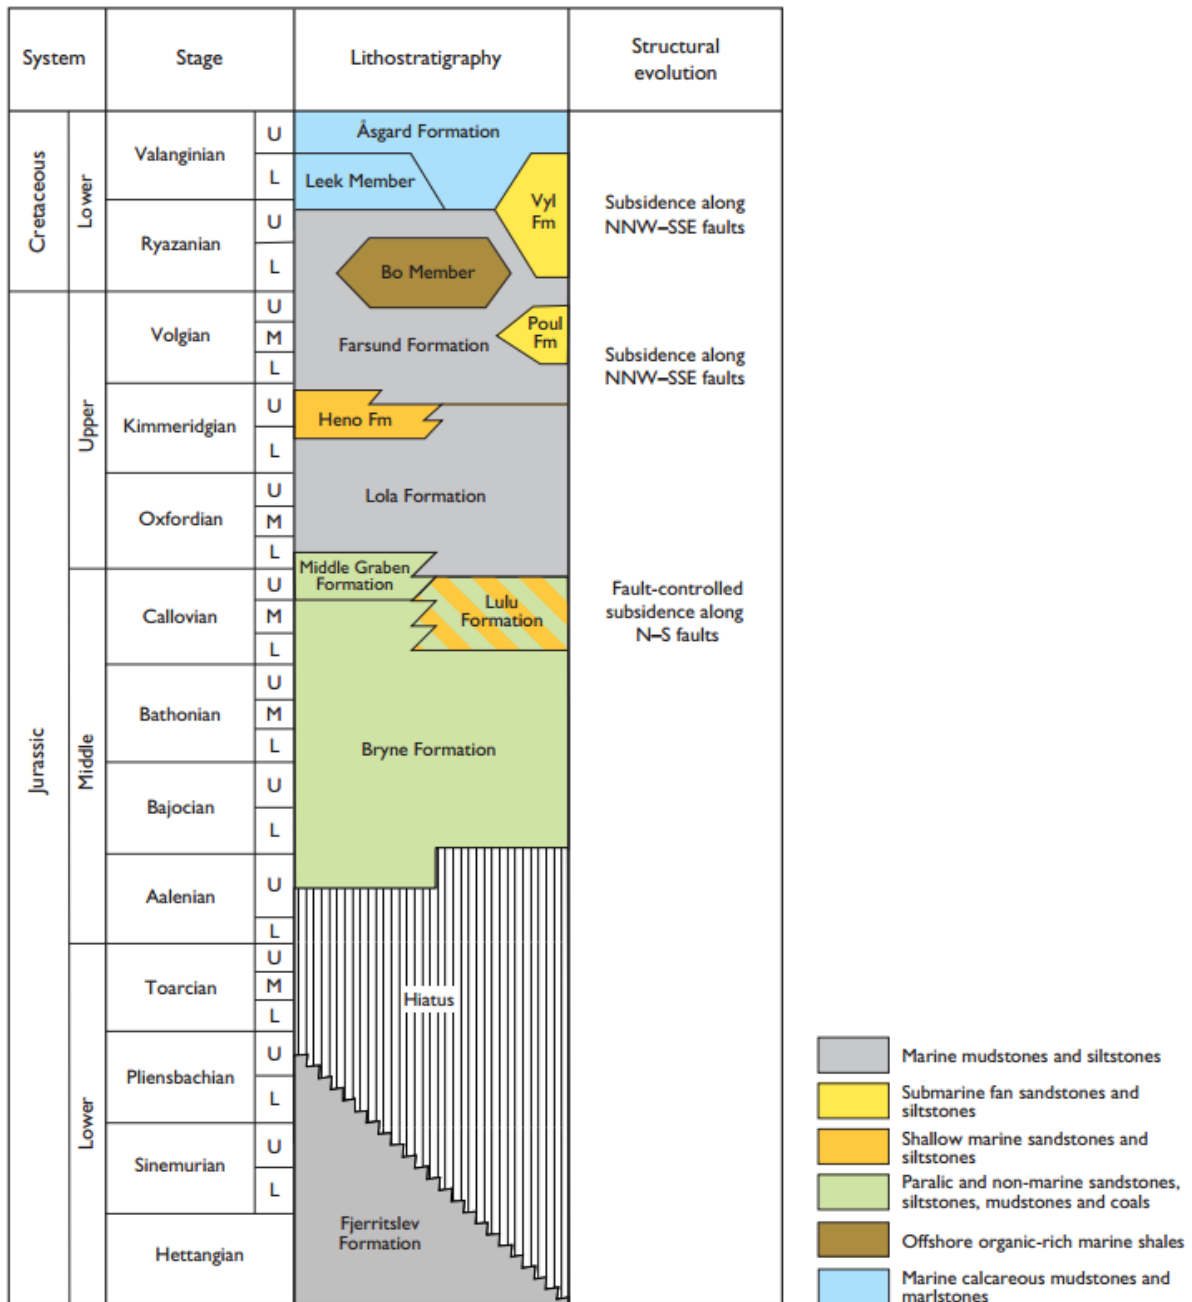 System
Stage
Lithostratigraphy
Structural
evolution
Cretaceous
Lower
Valanginian
U
L
Ryazanian
U
L
Jurassic
Upper
Volgian
U
M
L
Kimmeridgian
U
L
Oxfordian
U
M
L
Middle
Callovian
U
M
L
Bathonian
U
M
L
Bajocian
U
L
Aalenian
U
L
Lower
Toarcian
U
M
L
Pliensbachian
U
L
Sinemurian
U
L
Hettangian
Åsgard Formation
Leek Member
Vyl
Fm
Bo Member
Poul
Fm
Farsund Formation
Heno Fm
Lola Formation
Middle Graben
Formation
Lulu
Formation
Bryne Formation
Hiatus
Fjerritslev
Formation
Subsidence along
NNW–SSE faults
Subsidence along
NNW–SSE faults
Fault-controlled
subsidence along
N–S faults
Marine mudstones and siltstones
Submarine fan sandstones and
siltstones
Shallow marine sandstones and
siltstones
Paralic and non-marine sandstones,
siltstones, mudstones and coals
Offshore organic-rich marine shales
Marine calcareous mudstones and
marlstones